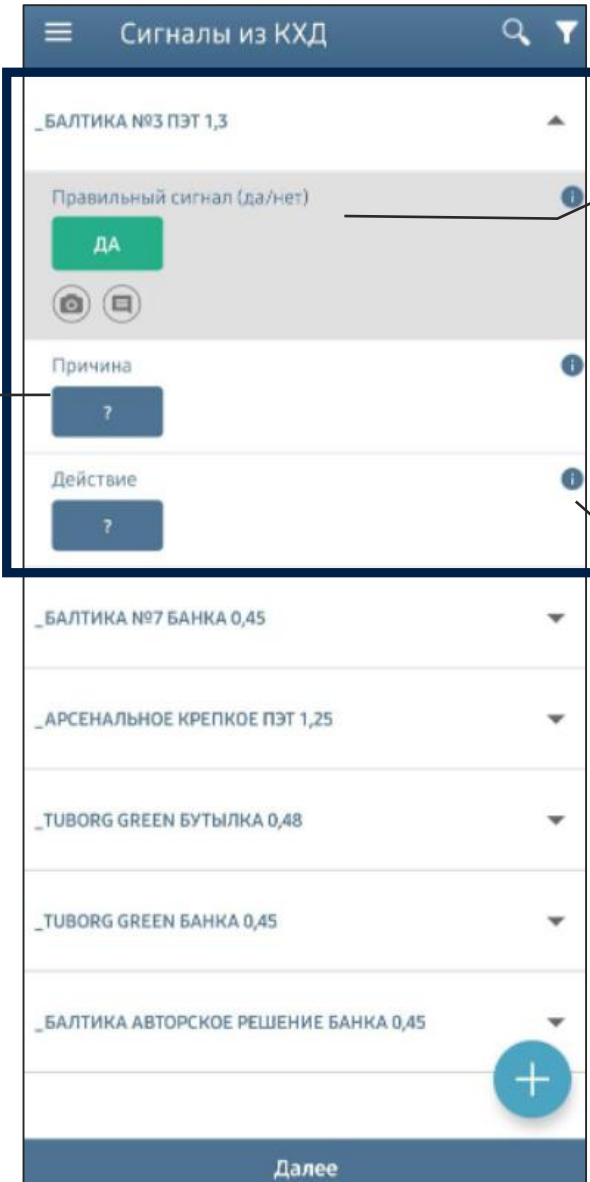 Сигналы из КХД
_БАЛТИКА №3 ПЭТ 1,3
Правильный сигнал (да/нет)
ДА
Причина
?
Действие
?
_БАЛТИКА №7 БАНКА 0,45
_АРСЕНАЛЬНОЕ КРЕПКОЕ ПЭТ 1,25
_TUBORG GREEN БУТЫЛКА 0,48
_TUBORG GREEN БАНКА 0,45
_БАЛТИКА АВТОРСКОЕ РЕШЕНИЕ БАНКА 0,45
Далее